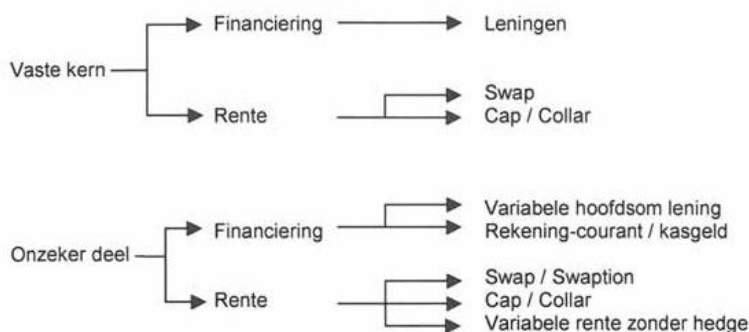 Financiering
Leningen
Vaste kern
Swap
Rente
Cap / Collar
Variabele hoofdsom lening
Financiering
Rekening-courant / kasgeld
Onzeker deel
Swap / Swaption
Rente
Cap / Collar
Variabele rente zonder hedge